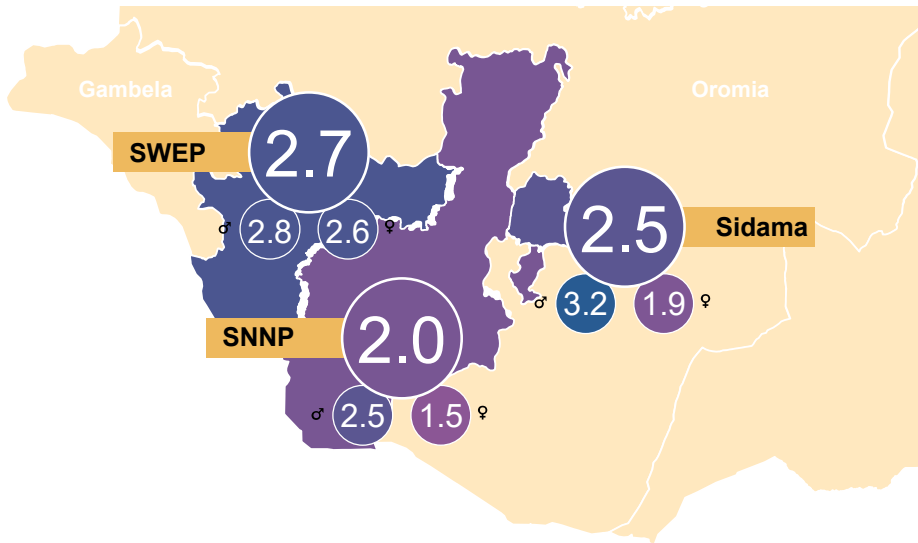 Gambela
Oromia
SWEP
2.7
♂ 2.8 2.6 ♀
2.5
Sidama
♂ 3.2 1.9 ♀
SNNP
2.0
♂ 2.5 1.5 ♀